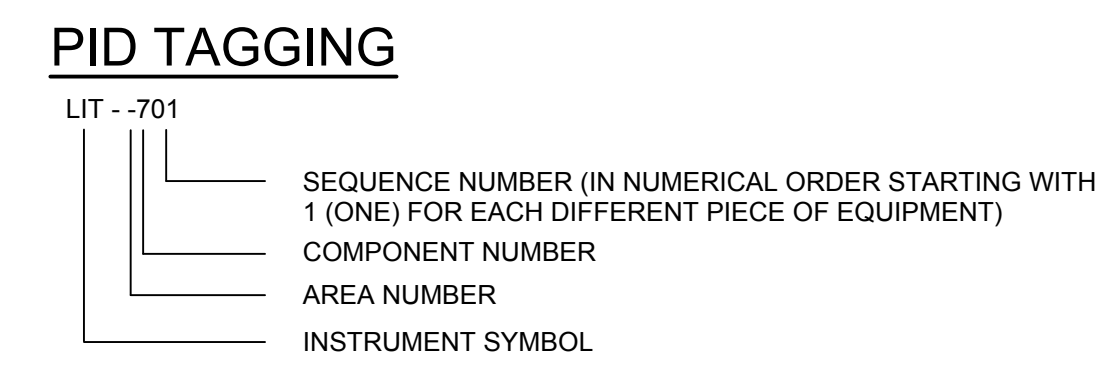 PID TAGGING
LIT - -701
SEQUENCE NUMBER (IN NUMERICAL ORDER STARTING WITH
1 (ONE) FOR EACH DIFFERENT PIECE OF EQUIPMENT)
COMPONENT NUMBER
AREA NUMBER
INSTRUMENT SYMBOL